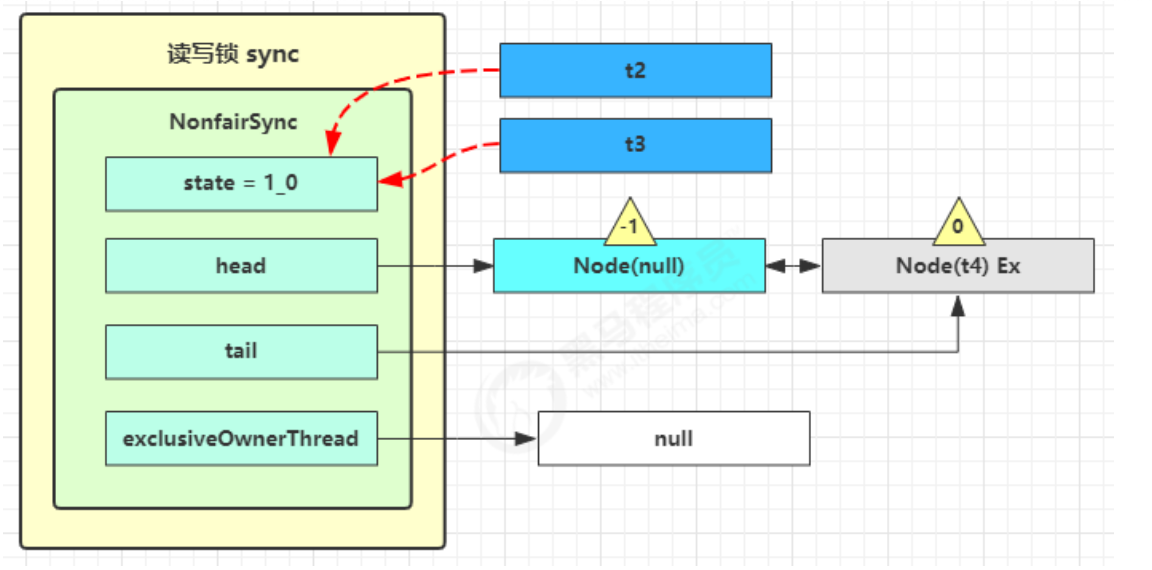 读写锁 sync
NonfairSync
state = 1_0
head
tail
exclusiveOwnerThread
t2
t3
-1
Node(null)
0
Node(t4) Ex
null
黑马程序员
www.itheima.com